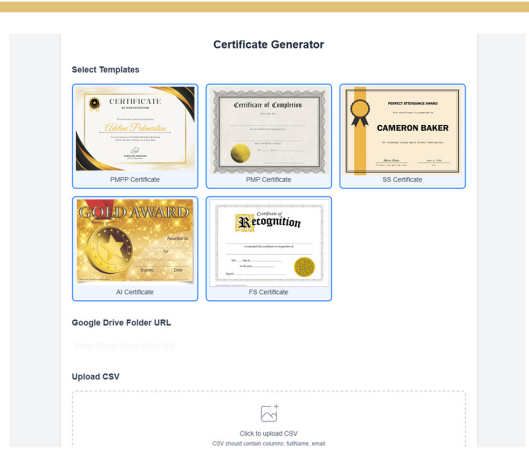 Certificate Generator
Select Templates
CERTIFICATE
OF PARTICIPATION
Adeline Palmerston
PMPP Certificate
Certificate of Completion
PMP Certificate
PERFECT ATTENDANCE AWARD
CAMERON BAKER
SS Certificate
GOLD AWARD
Awarded to
for
Signed
Date
AI Certificate
Certificate of
Recognition
FS Certificate
Google Drive Folder URL
Enter Google Drive folder URL
Upload CSV
Click to upload CSV
CSV should contain columns: fullName, email